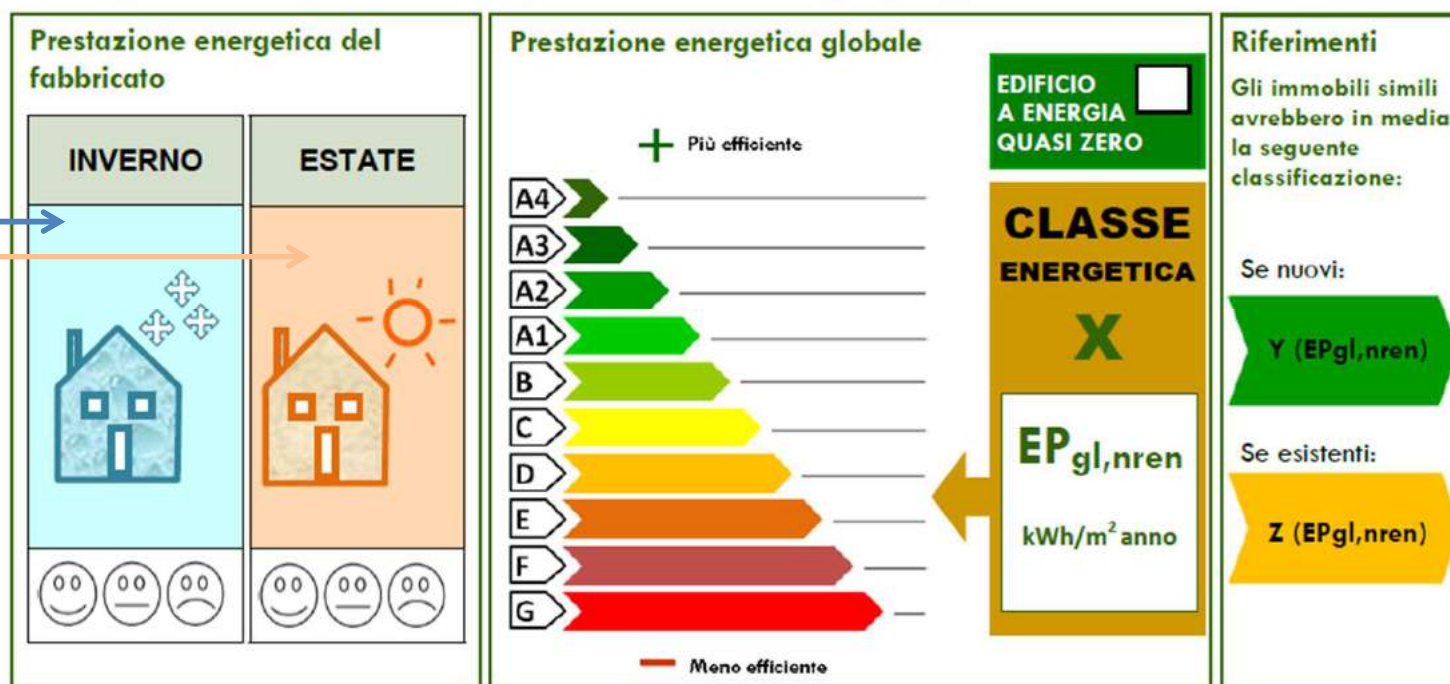 Prestazione energetica del
fabbricato
INVERNO
ESTATE
Prestazione energetica globale
Più efficiente
A4
A3
A2
A1
B
C
D
E
F
G
Meno efficiente
EDIFICIO
A ENERGIA
QUASI ZERO
CLASSE
ENERGETICA
X
EPgl,nren
kWh/m² anno
Riferimenti
Gli immobili simili
avrebbero in media
la seguente
classificazione:
Se nuovi:
Y (EPgl,nren)
Se esistenti:
Z (EPgl,nren)